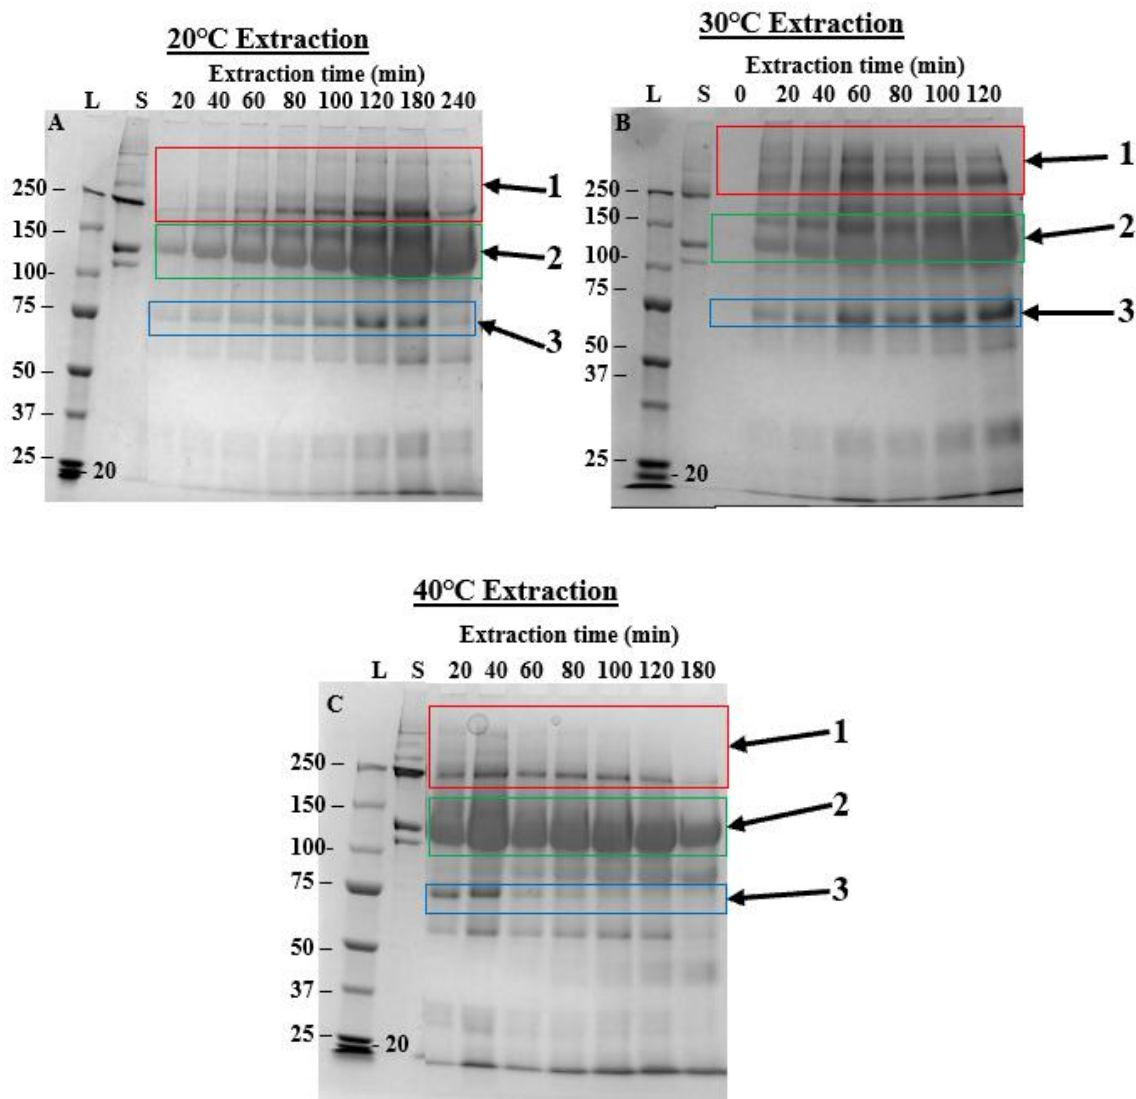 20°C Extraction
Extraction time (min)
L S 20 40 60 80 100 120 180 240
A
250 –
150 –
100-
75 –
50 –
37 –
25 –
- 20
1
2
3
30°C Extraction
Extraction time (min)
L S 0 20 40 60 80 100 120
B
250 –
150 –
100 –
75 –
50 –
37 –
25 –
- 20
1
2
3
40°C Extraction
Extraction time (min)
L S 20 40 60 80 100 120 180
C
250 –
150 –
100-
75 –
50 –
37 –
25 –
- 20
1
2
3